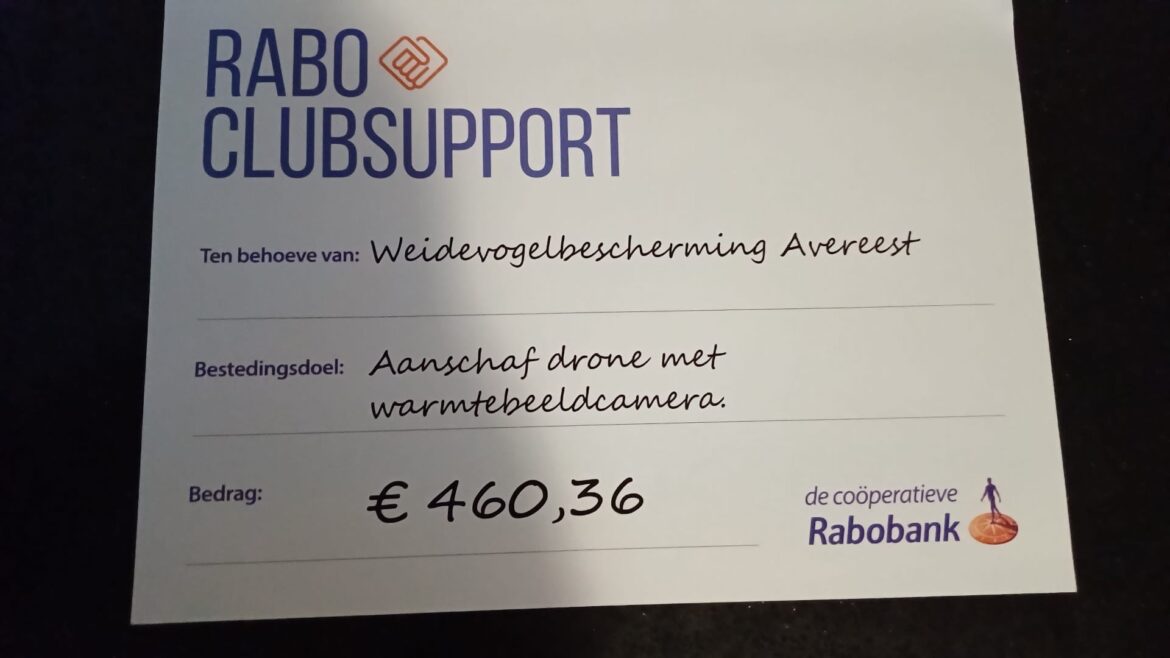 RABO
CLUBSUPPORT
Ten behoeve van: Weidevogelbescherming Avereest
Bestedingsdoel: Aanschaf drone met
warmtebeeldcamera.
Bedrag: € 460,36
de coöperatieve
Rabobank